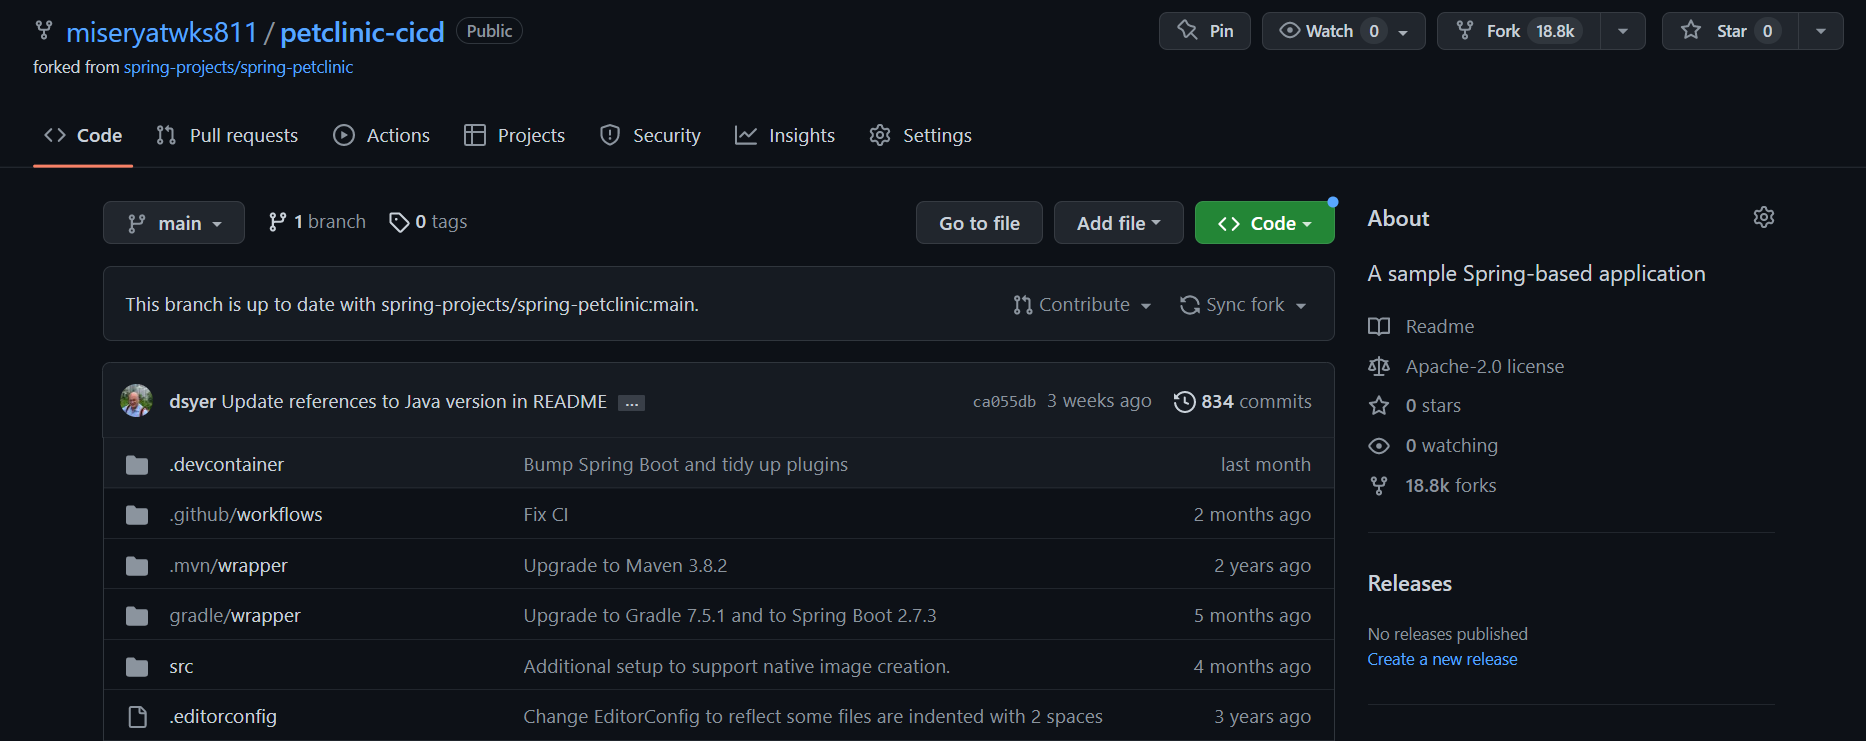 miseryatwks811 / petclinic-cicd Public
Pin Watch 0 Fork 18.8k Star 0
forked from spring-projects/spring-petclinic
Code Pull requests Actions Projects Security Insights Settings
main 1 branch 0 tags Go to file Add file Code
This branch is up to date with spring-projects/spring-petclinic:main. Contribute Sync fork
dsyer Update references to Java version in README ... ca055db 3 weeks ago 834 commits
.devcontainer Bump Spring Boot and tidy up plugins last month
.github/workflows Fix CI 2 months ago
.mvn/wrapper Upgrade to Maven 3.8.2 2 years ago
gradle/wrapper Upgrade to Gradle 7.5.1 and to Spring Boot 2.7.3 5 months ago
src Additional setup to support native image creation. 4 months ago
.editorconfig Change EditorConfig to reflect some files are indented with 2 spaces 3 years ago
About
A sample Spring-based application
Readme
Apache-2.0 license
0 stars
0 watching
18.8k forks
Releases
No releases published
Create a new release